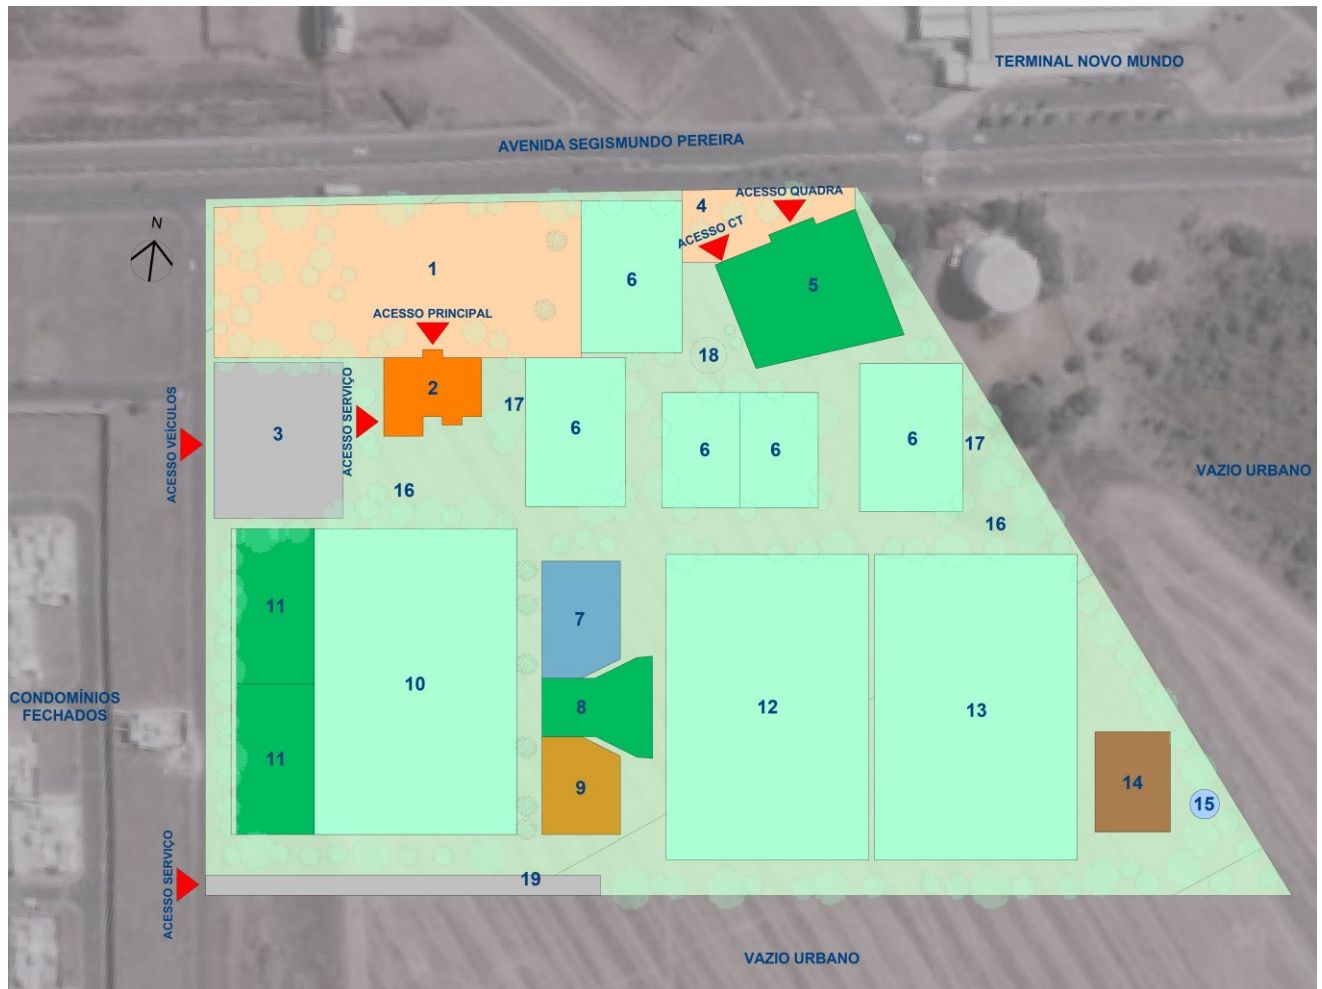 TERMINAL NOVO MUNDO
AVENIDA SEGISMUNDO PEREIRA
ACESSO QUADRA
4
ACESSO CT
N
1
6
5
ACESSO PRINCIPAL
18
2
ACESSO SERVIÇO
17
ACESSO VEÍCULOS
3
6
6
6
6
17
VAZIO URBANO
16
16
11
7
10
8
12
13
CONDOMÍNIOS
FECHADOS
11
9
14
15
ACESSO SERVIÇO
19
VAZIO URBANO